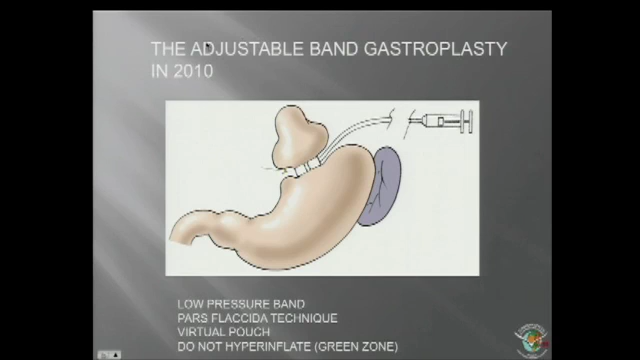 THE ADJUSTABLE BAND GASTROPLASTY
IN 2010
LOW PRESSURE BAND
PARS FLACCIDA TECHNIQUE
VIRTUAL POUCH
DO NOT HYPERINFLATE (GREEN ZONE)